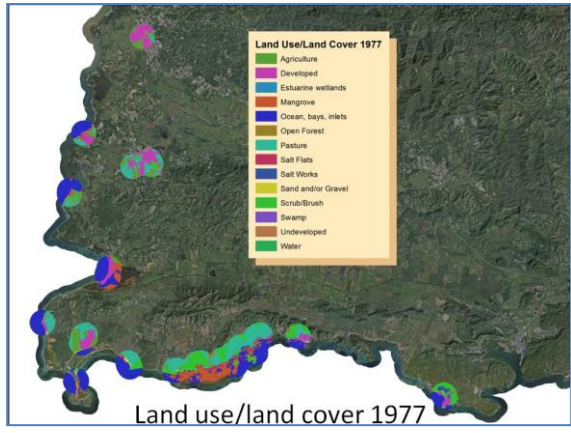 Land Use/Land Cover 1977
Agriculture
Developed
Estuarine wetlands
Mangrove
Ocean, bays, inlets
Open Forest
Pasture
Salt Flats
Salt Works
Sand and/or Gravel
Scrub/Brush
Swamp
Undeveloped
Water
Land use/land cover 1977